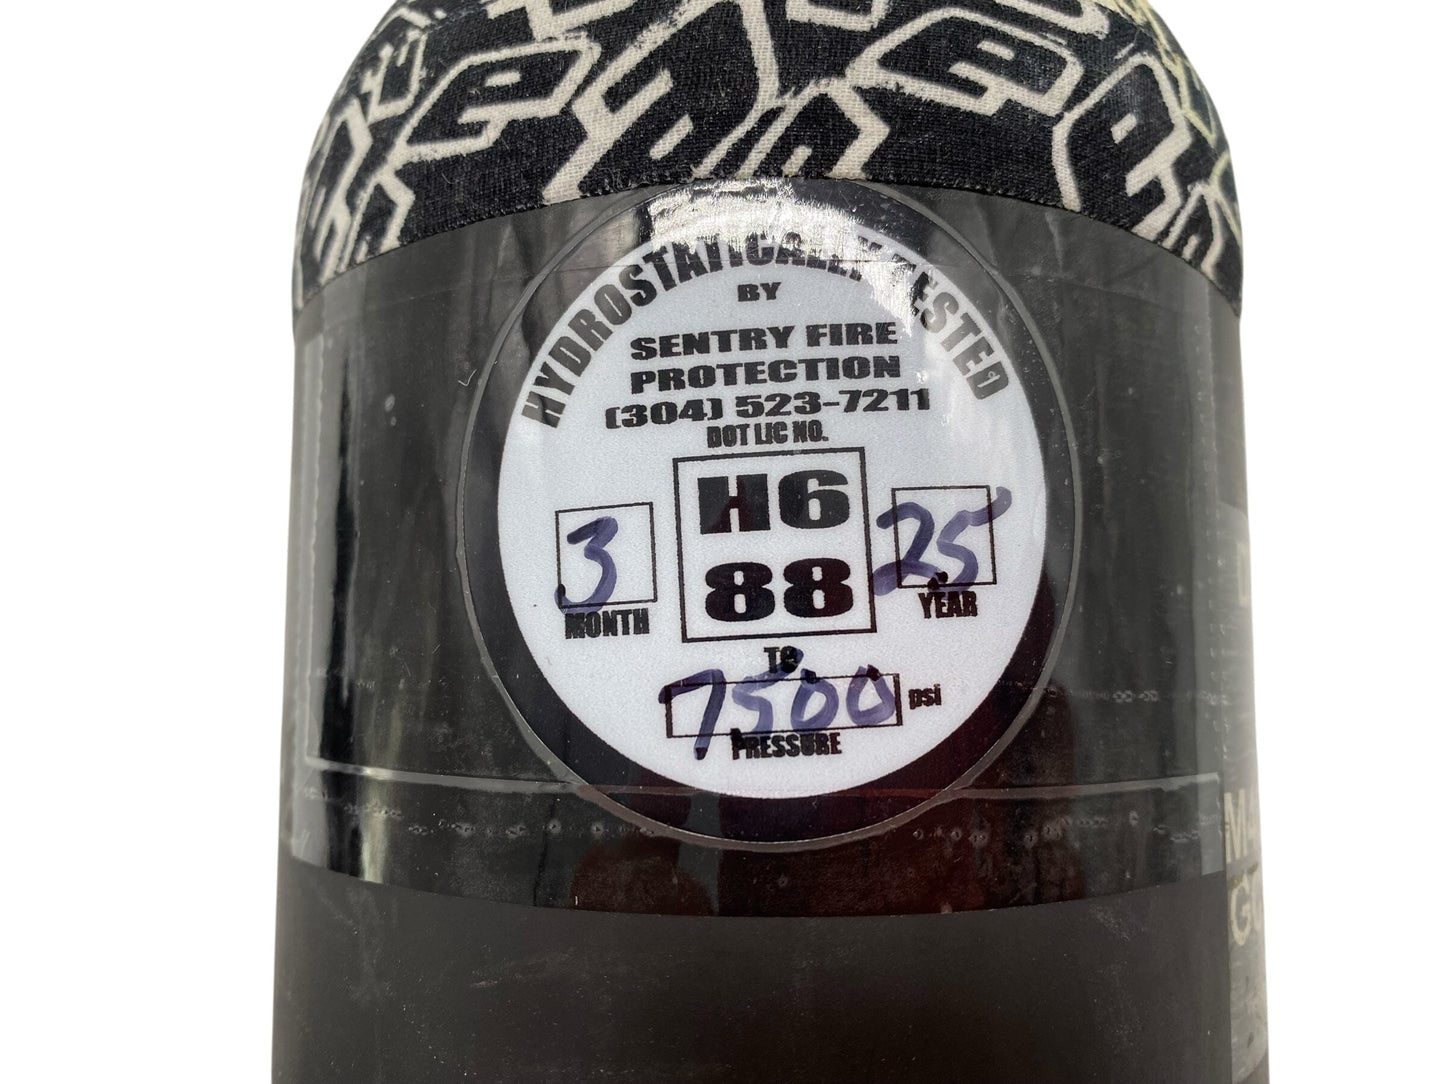 HYDROSTATICALLY TESTED
BY
SENTRY FIRE
PROTECTION
(304) 523-7211
DOT LIC NO.
H6
88
3
MONTH
25
YEAR
TO
7500 psi
PRESSURE